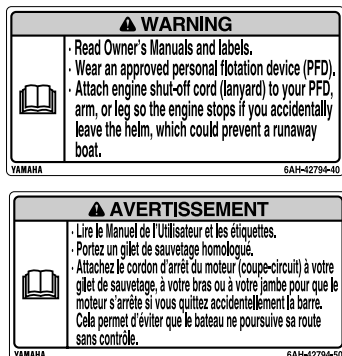 WARNING
· Read Owner's Manuals and labels.
· Wear an approved personal flotation device (PFD).
· Attach engine shut-off cord (lanyard) to your PFD,
arm, or leg so the engine stops if you accidentally
leave the helm, which could prevent a runaway
boat.
YAMAHA 6AH-42794-40
AVERTISSEMENT
· Lire le Manuel de l'Utilisateur et les étiquettes.
· Portez un gilet de sauvetage homologué.
· Attachez le cordon d'arrêt du moteur (coupe-circuit) à votre
gilet de sauvetage, à votre bras ou à votre jambe pour que le
moteur s'arrête si vous quittez accidentellement la barre.
Cela permet d'éviter que le bateau ne poursuive sa route
sans contrôle.
YAMAHA 6AH-42794-50